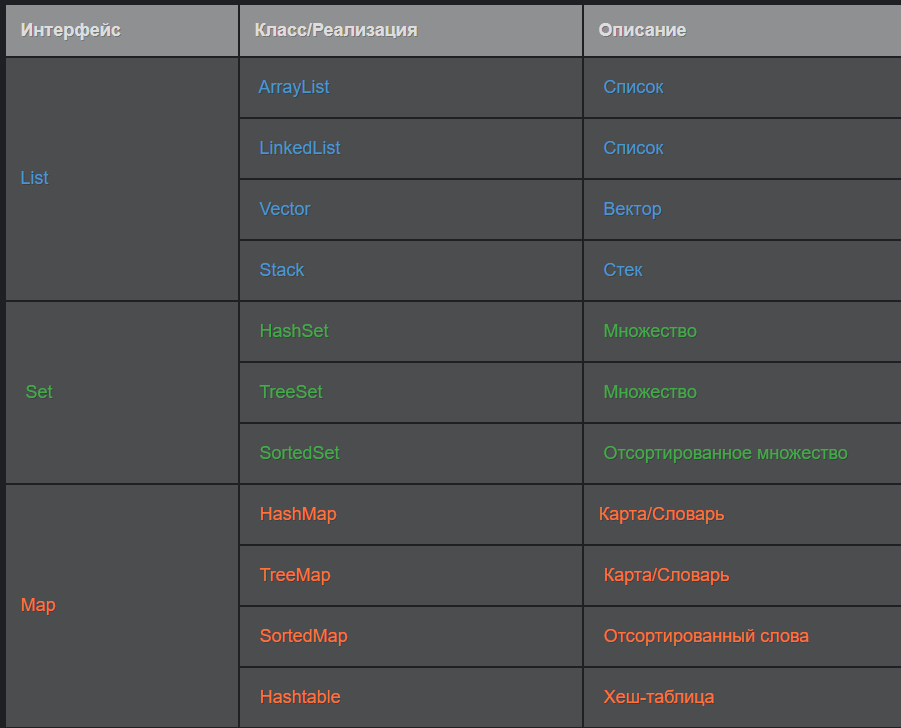 Интерфейс Класс/Реализация Описание
ArrayList Список
LinkedList Список
List
Vector Вектор
Stack Стек
HashSet Множество
Set TreeSet Множество
SortedSet Отсортированное множество
HashMap Карта/Словарь
TreeMap Карта/Словарь
Map
SortedMap Отсортированный слова
Hashtable Хеш-таблица